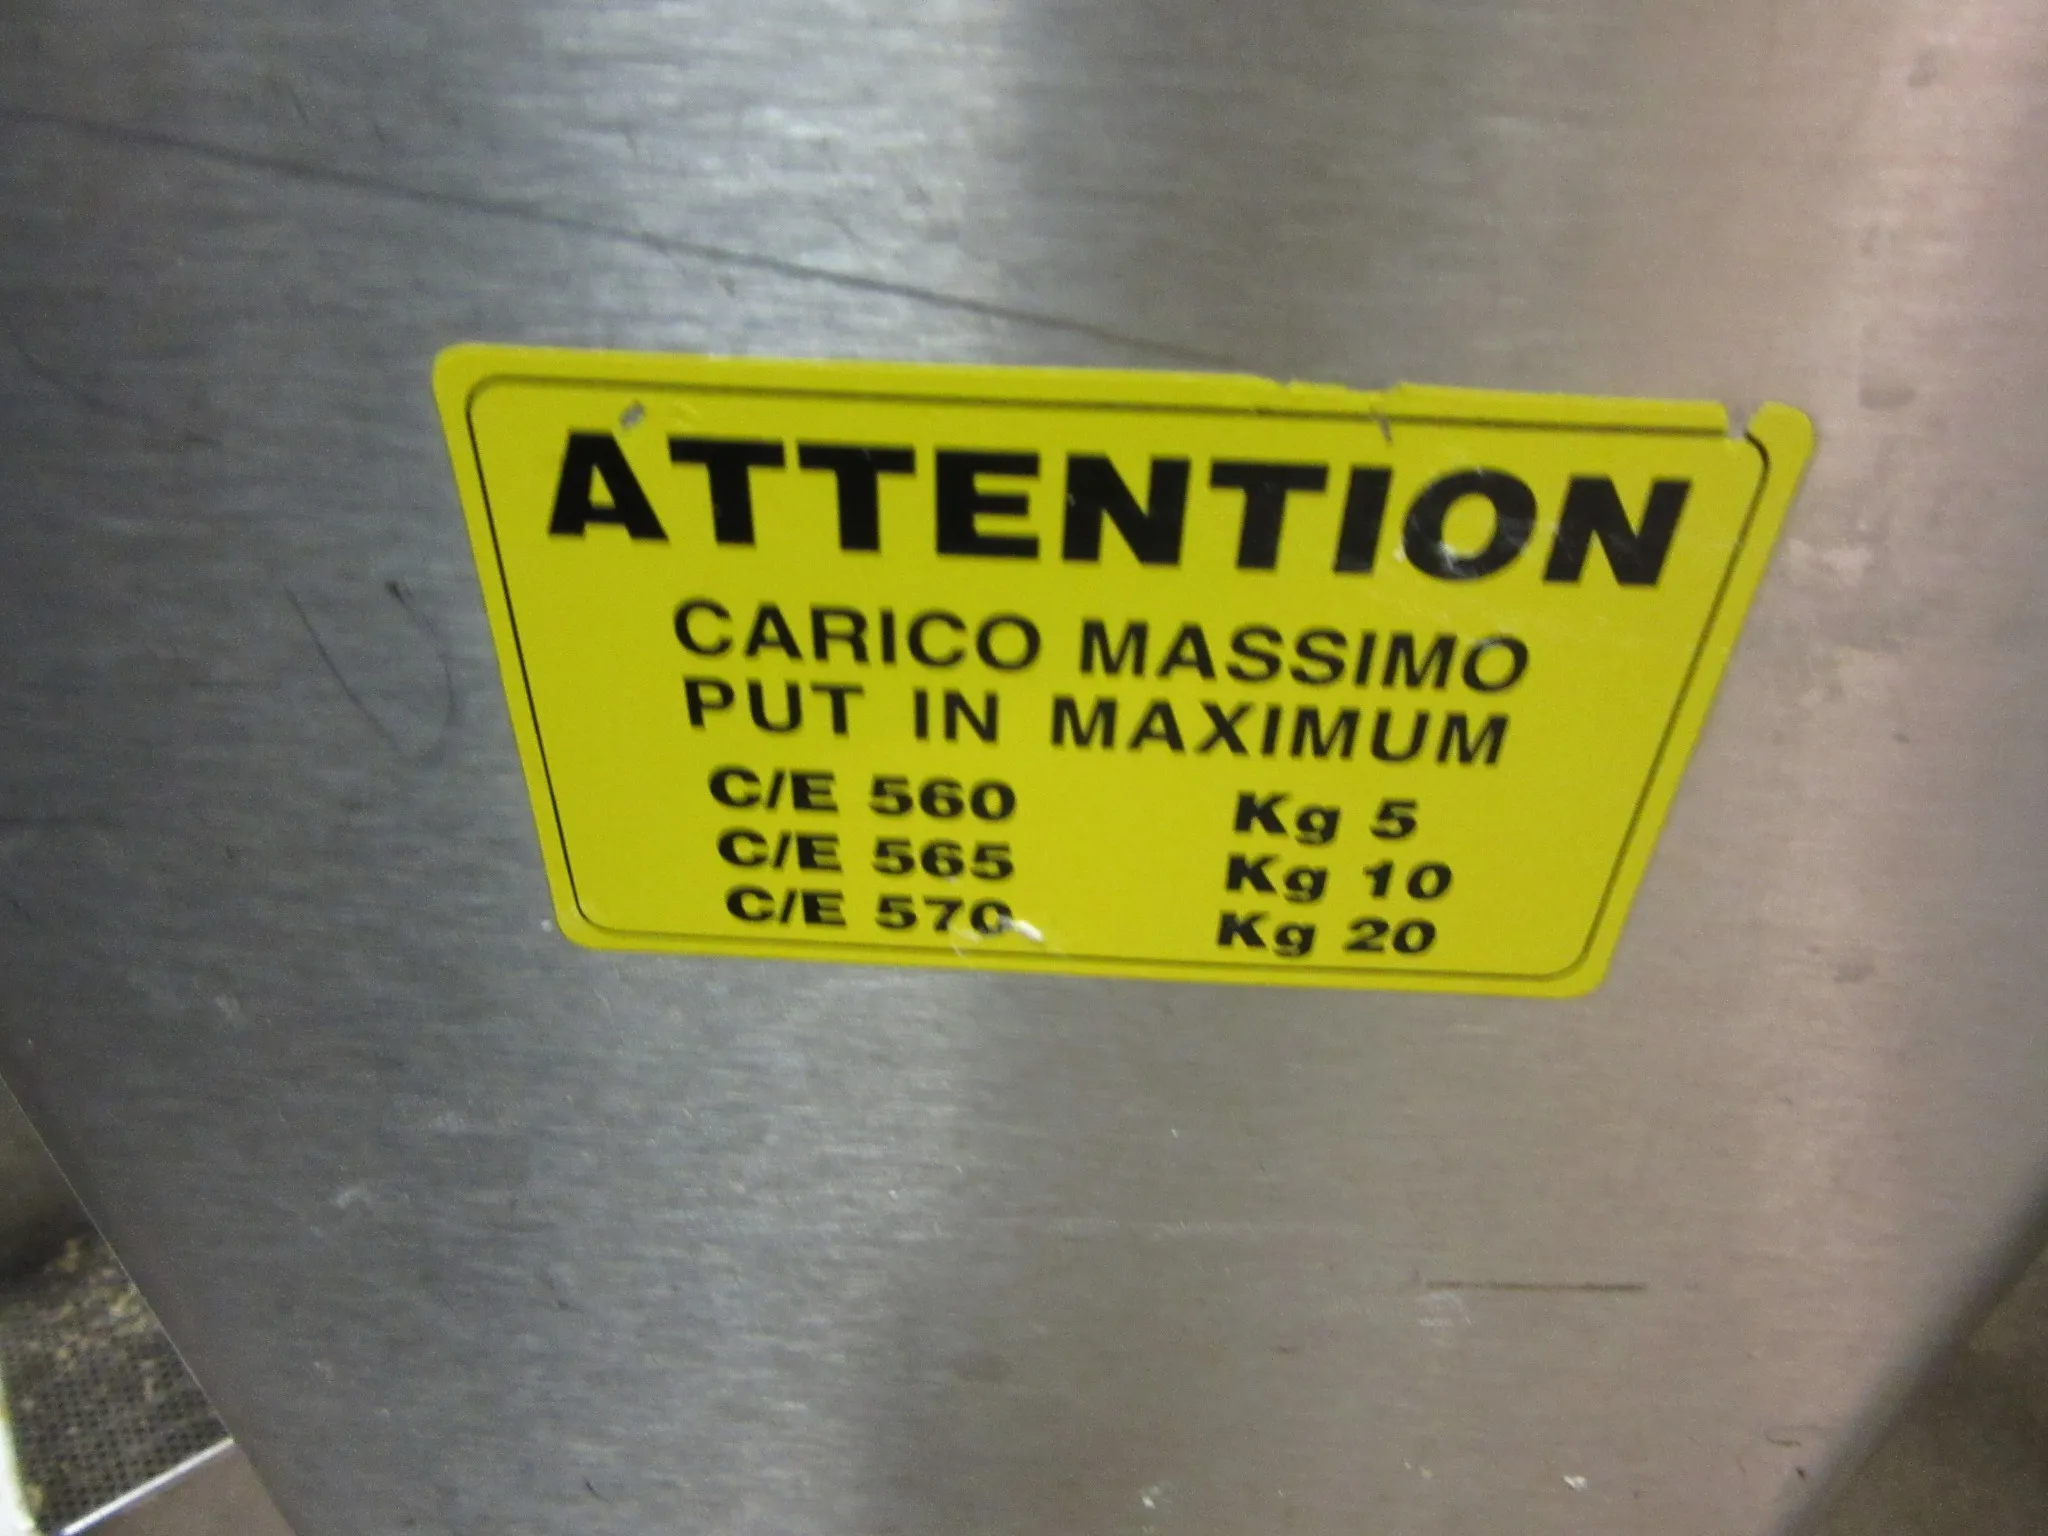 ATTENTION
CARICO MASSIMO
PUT IN MAXIMUM
C/E 560 Kg 5
C/E 565 Kg 10
C/E 570 Kg 20